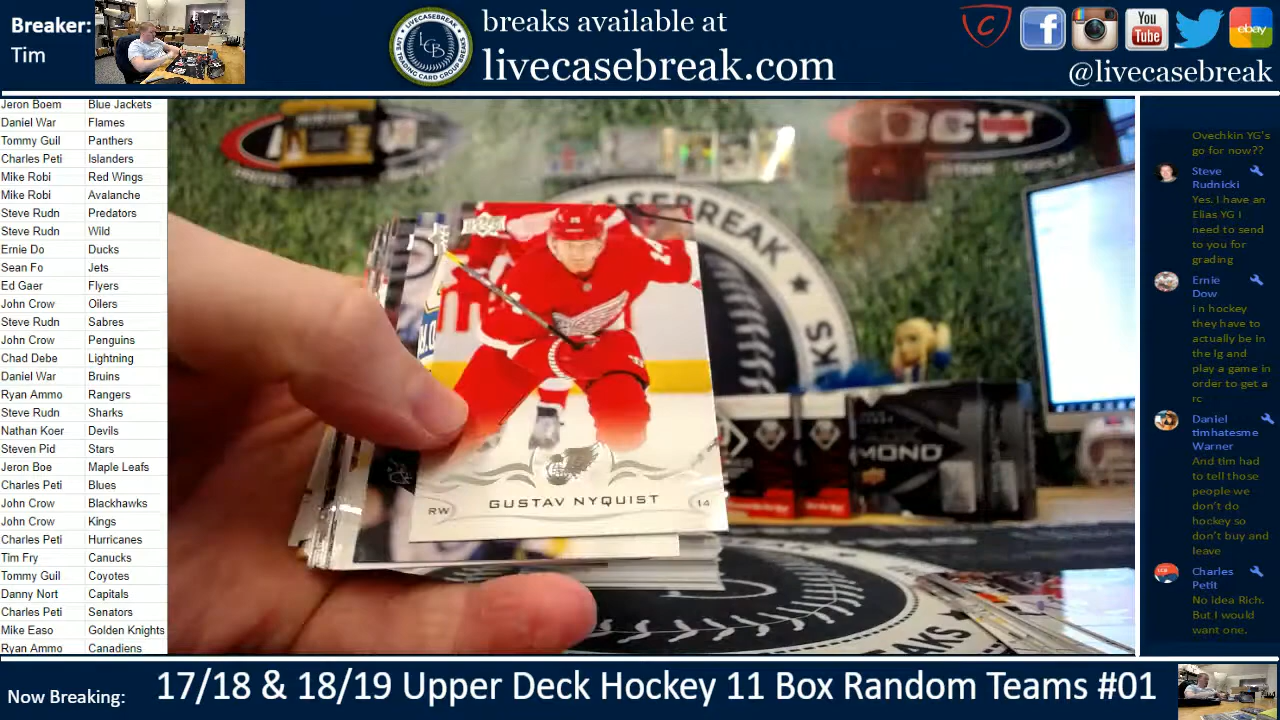 Breaker:
Tim
breaks available at
livecasebreak.com
You
Tube
ebay
@livecasebreak
Jeron Boem Blue Jackets
Daniel War Flames
Tommy Guil Panthers
Charles Peti Islanders
Mike Robi Red Wings
Mike Robi Avalanche
Steve Rudn Predators
Steve Rudn Wild
Ernie Do Ducks
Sean Fo Jets
Ed Gaer Flyers
John Crow Oilers
Steve Rudn Sabres
John Crow Penguins
Chad Debe Lightning
Daniel War Bruins
Ryan Ammo Rangers
Steve Rudn Sharks
Nathan Koer Devils
Steven Pid Stars
Jeron Boe Maple Leafs
Charles Peti Blues
John Crow Blackhawks
John Crow Kings
Charles Peti Hurricanes
Tim Fry Canucks
Tommy Guil Coyotes
Danny Nort Capitals
Charles Peti Senators
Mike Easo Golden Knights
Ryan Ammo Canadiens
CASEBREAK
MOND
14
GUSTAV NYQUIST
RW
14
Ovechkin YG's
go for now??
Steve
Rudnicki
Yes. I have an
Elias YG I
need to send
to you for
grading
Ernie
Dow
i n hockey
they have to
actually be in
the lg and
play a game in
order to get a
rc
Daniel
timhatesme
Warner
And tim had
to tell those
people we
don't do
hockey so
don't buy and
leave
Charles
Petit
No idea Rich.
But I would
want one.
Now Breaking:
17/18 & 18/19 Upper Deck Hockey 11 Box Random Teams #01